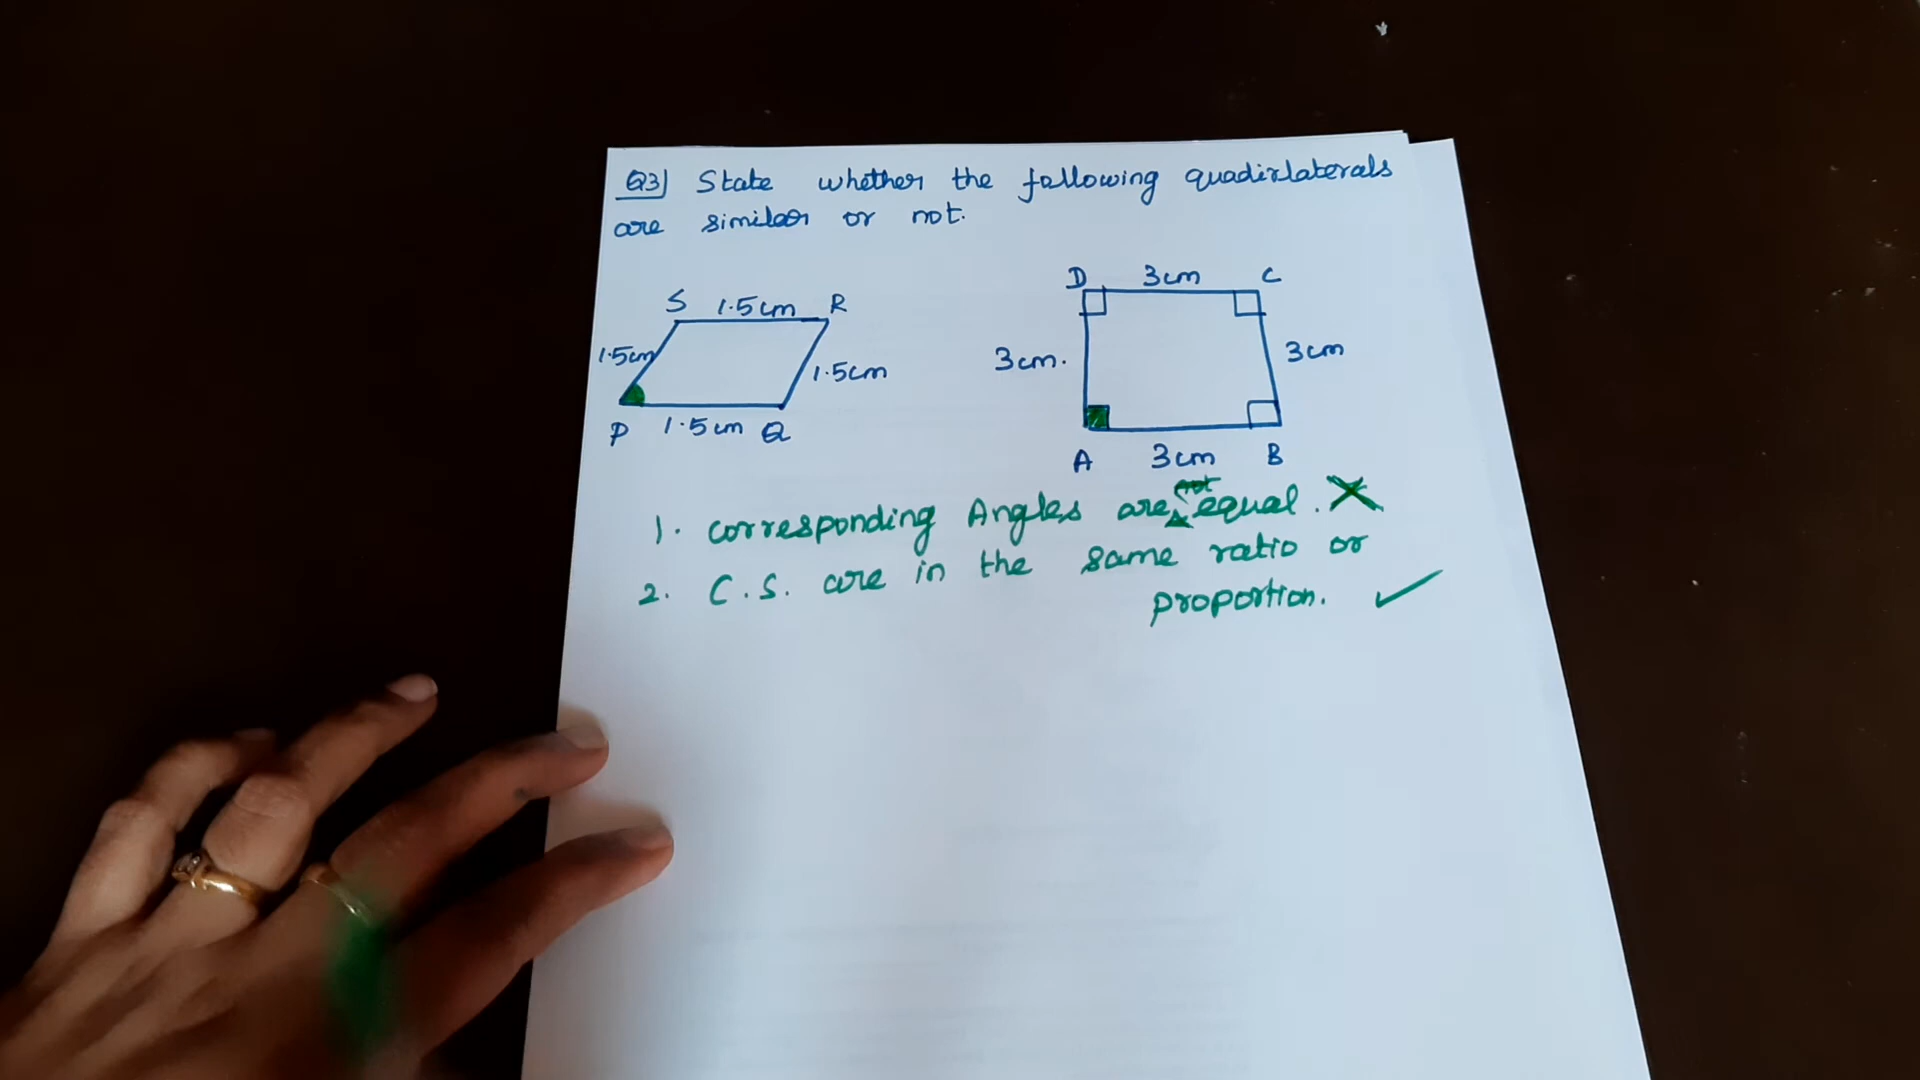 Q3) State whether the following quadirlaterals
are similar or not.
S 1.5cm R
1.5cm
1.5cm
P 1.5cm Q
D 3cm C
3cm.
3cm
A 3cm B
1. corresponding Angles are not equal. ✗
2. C.S. are in the same ratio or
proportion. ✓